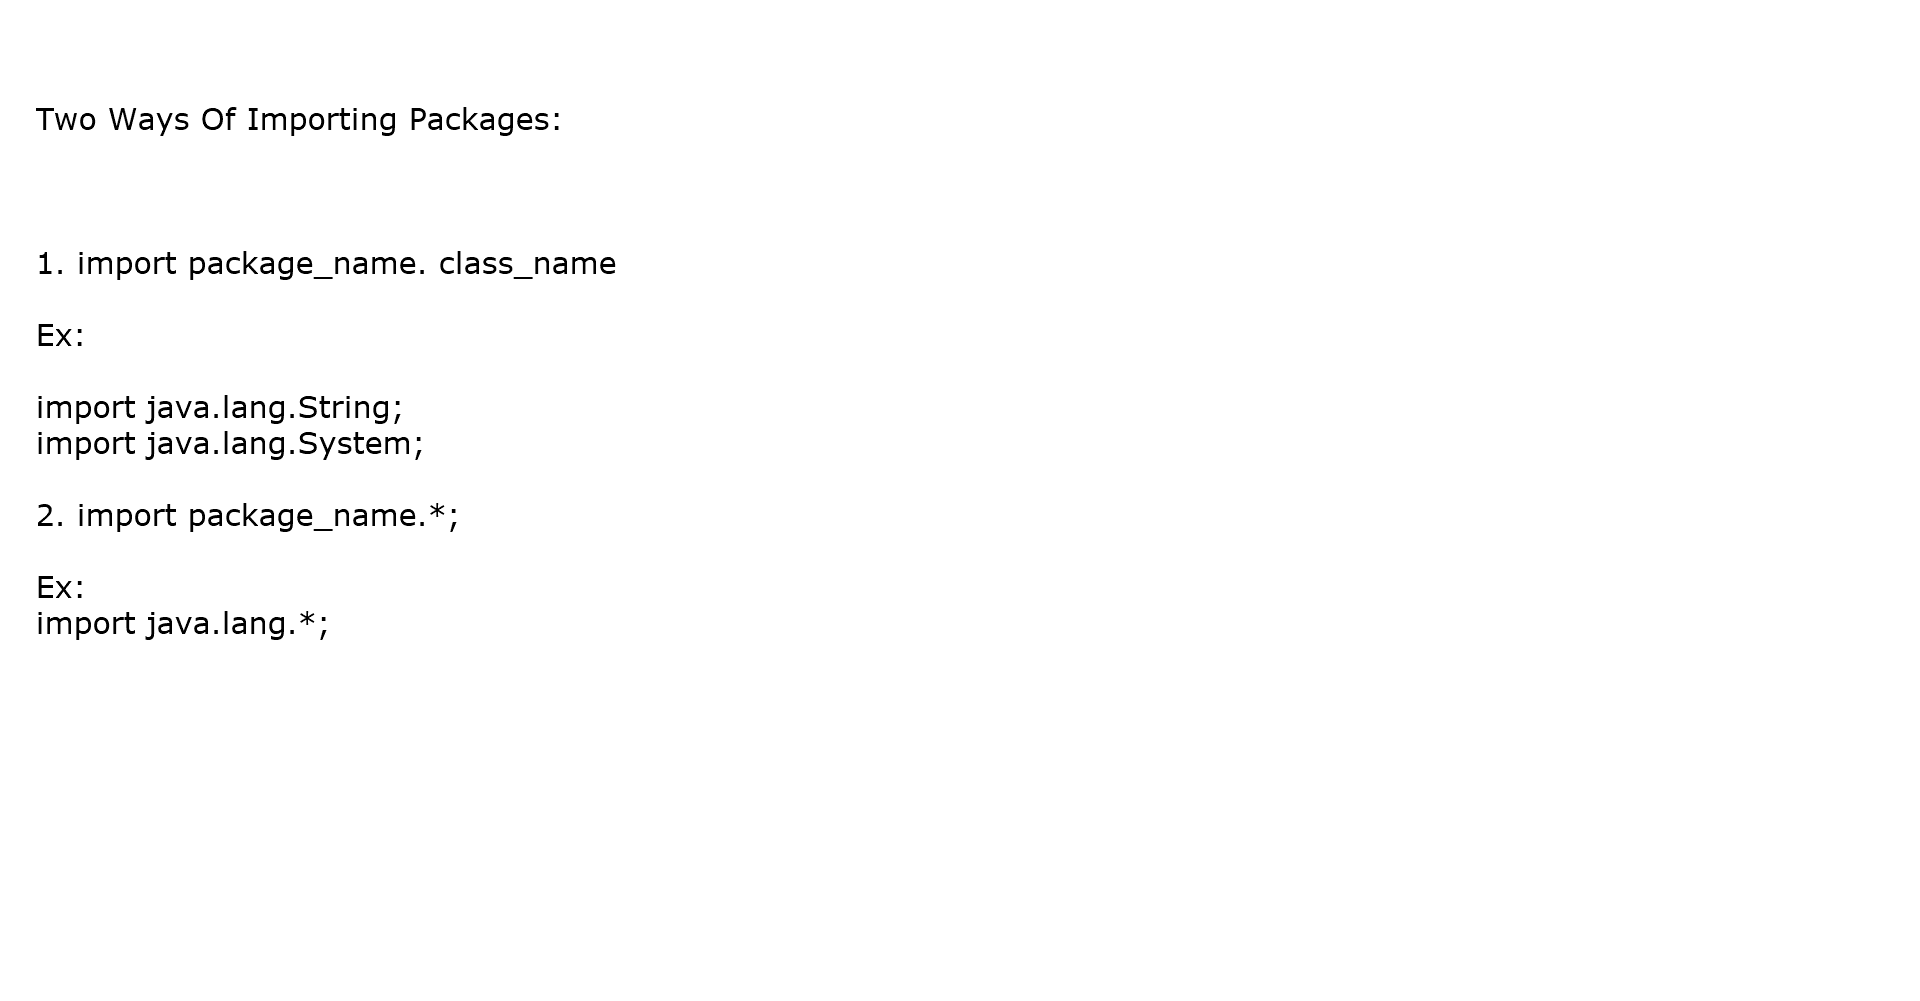 Two Ways Of Importing Packages:
1. import package_name. class_name
Ex:
import java.lang.String;
import java.lang.System;
2. import package_name.*;
Ex:
import java.lang.*;